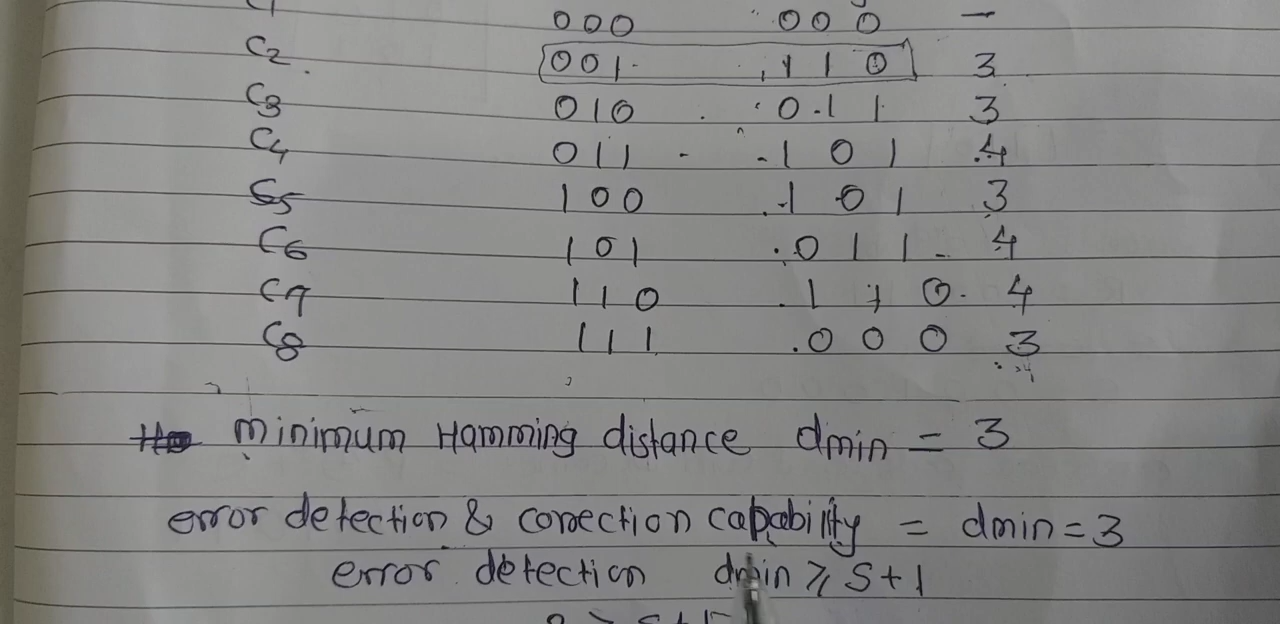 C1 000 000 —
C2 001 110 3
C3 010 011 3
C4 011 101 4
C5 100 101 3
C6 101 011 4
C7 110 110 4
C8 111 000 3
minimum Hamming distance dmin = 3
error detection & correction capability = dmin = 3
error detection dmin ⩾ S+1